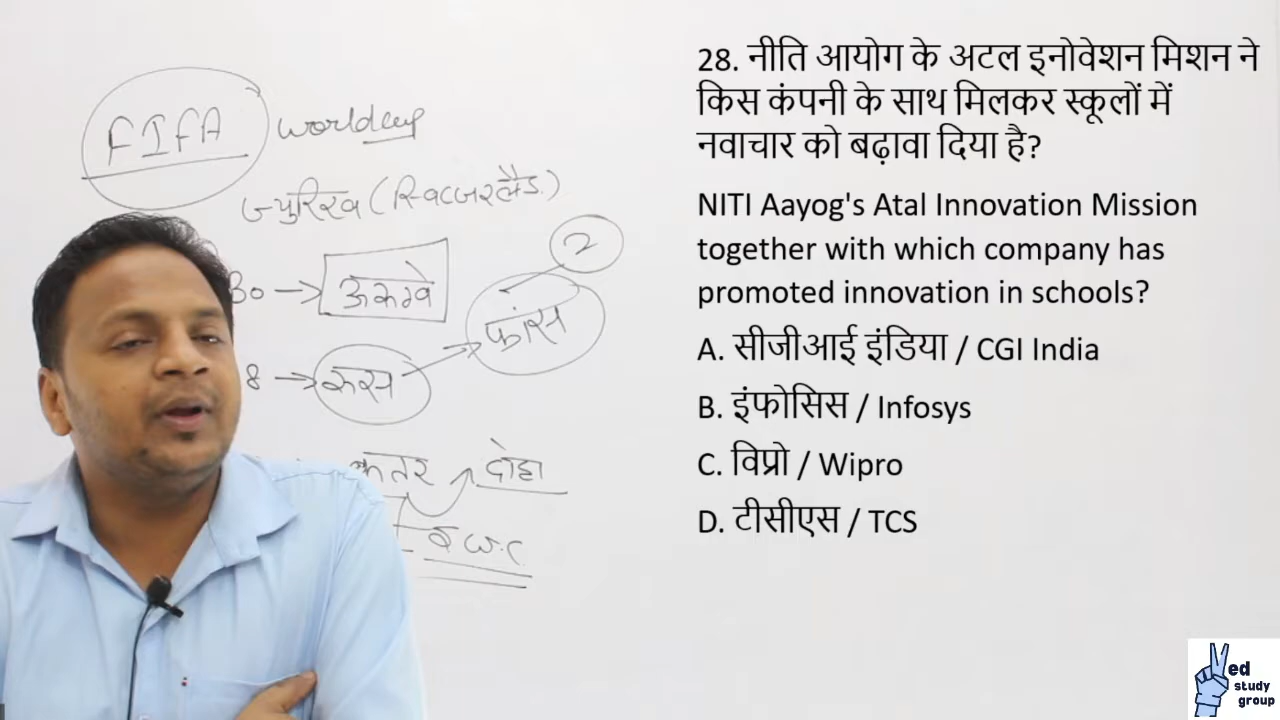 FIFA worldcup
ज्युरिख (स्विटजरलैंड)
30 → उरुग्वे
2
फ्रांस
8 → रूस
कतर दोहा
W.C.
28. नीति आयोग के अटल इनोवेशन मिशन ने
किस कंपनी के साथ मिलकर स्कूलों में
नवाचार को बढ़ावा दिया है?
NITI Aayog's Atal Innovation Mission
together with which company has
promoted innovation in schools?
A. सीजीआई इंडिया / CGI India
B. इंफोसिस / Infosys
C. विप्रो / Wipro
D. टीसीएस / TCS
ed
study
group